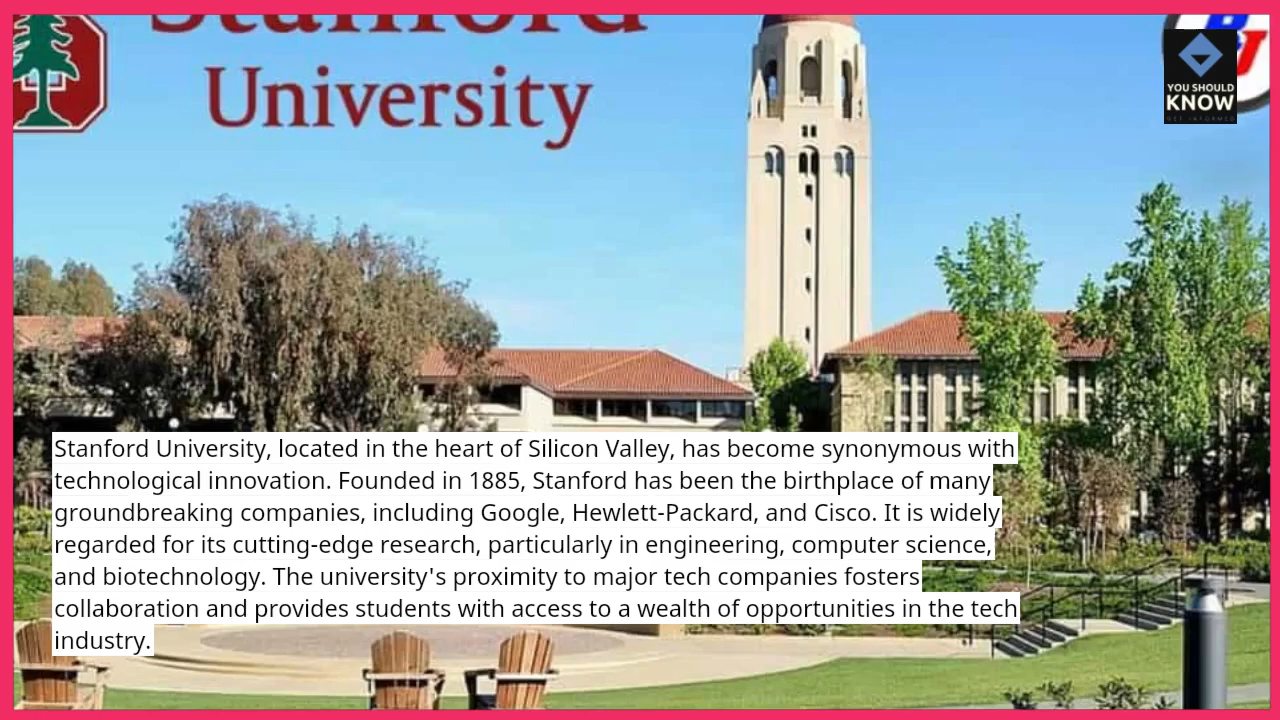 Stanford
University
YOU SHOULD
KNOW
GET INFORMED
Stanford University, located in the heart of Silicon Valley, has become synonymous with
technological innovation. Founded in 1885, Stanford has been the birthplace of many
groundbreaking companies, including Google, Hewlett-Packard, and Cisco. It is widely
regarded for its cutting-edge research, particularly in engineering, computer science,
and biotechnology. The university's proximity to major tech companies fosters
collaboration and provides students with access to a wealth of opportunities in the tech
industry.